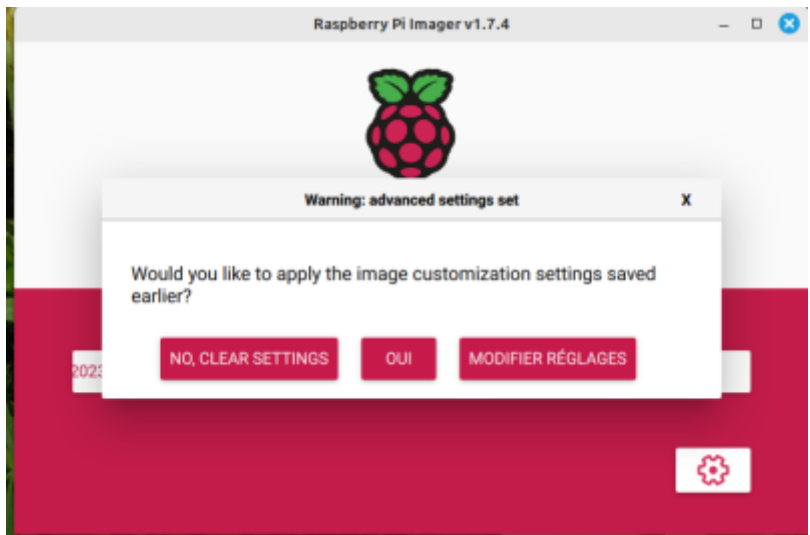 Raspberry Pi Imager v1.7.4
Warning: advanced settings set X
Would you like to apply the image customization settings saved
earlier?
NO, CLEAR SETTINGS OUI MODIFIER RÉGLAGES
2023